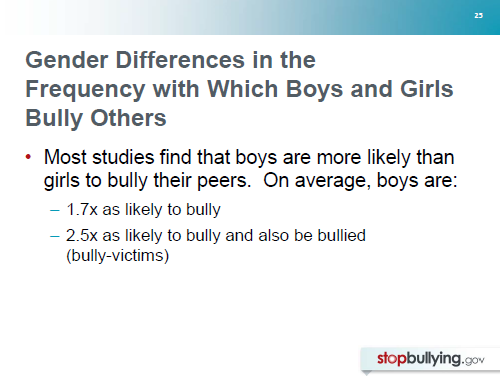 25
Gender Differences in the
Frequency with Which Boys and Girls
Bully Others
• Most studies find that boys are more likely than
girls to bully their peers.  On average, boys are:
– 1.7x as likely to bully
– 2.5x as likely to bully and also be bullied
(bully-victims)
stopbullying.gov